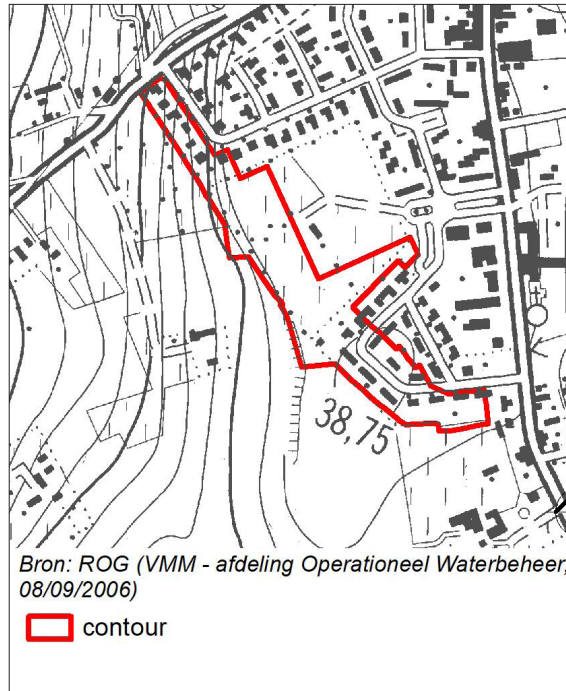 38,75
Bron: ROG (VMM - afdeling Operationeel Waterbeheer,
08/09/2006)
contour